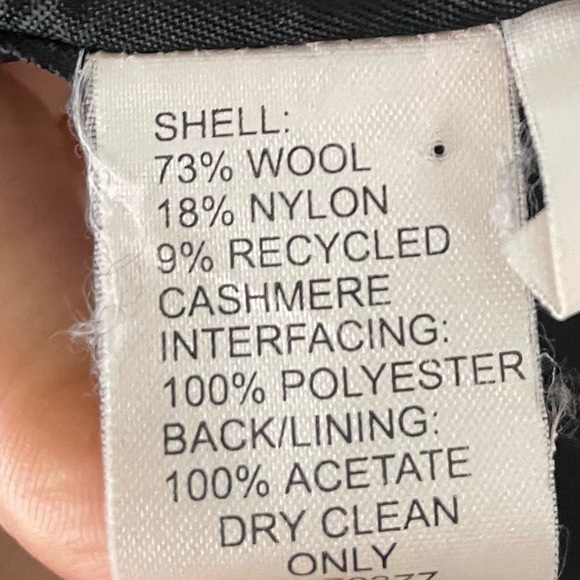 SHELL:
73% WOOL
18% NYLON
9% RECYCLED
CASHMERE
INTERFACING:
100% POLYESTER
BACK/LINING:
100% ACETATE
DRY CLEAN
ONLY